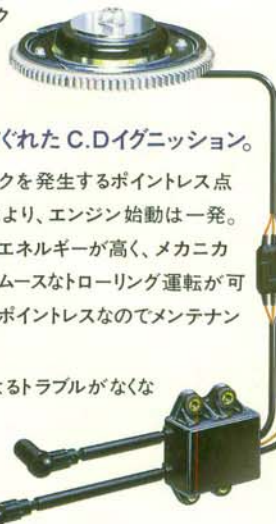 ク
ぐれたC.Dイグニッション。
クを発生するポイントレス点
より、エンジン始動は一発。
エネルギーが高く、メカニカ
ムースなトローリング運転が可
ポイントレスなのでメンテナン
るトラブルがなくな